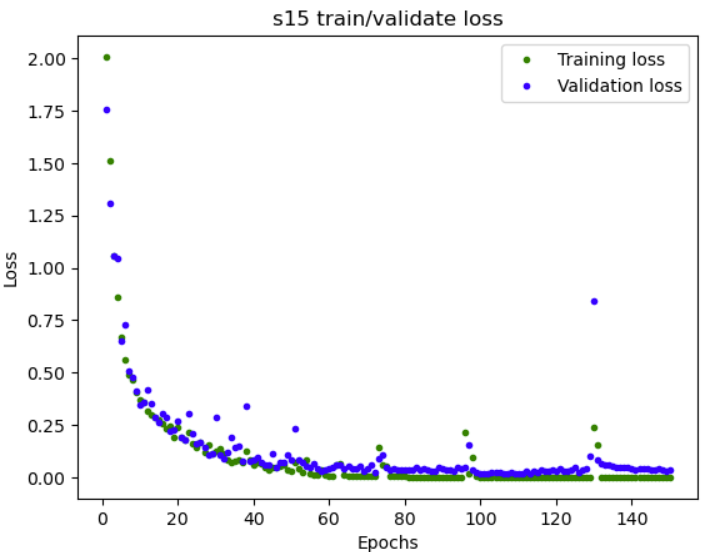 s15 train/validate loss
Training loss
Validation loss
2.00
1.75
1.50
1.25
1.00
0.75
0.50
0.25
0.00
Loss
0 20 40 60 80 100 120 140
Epochs